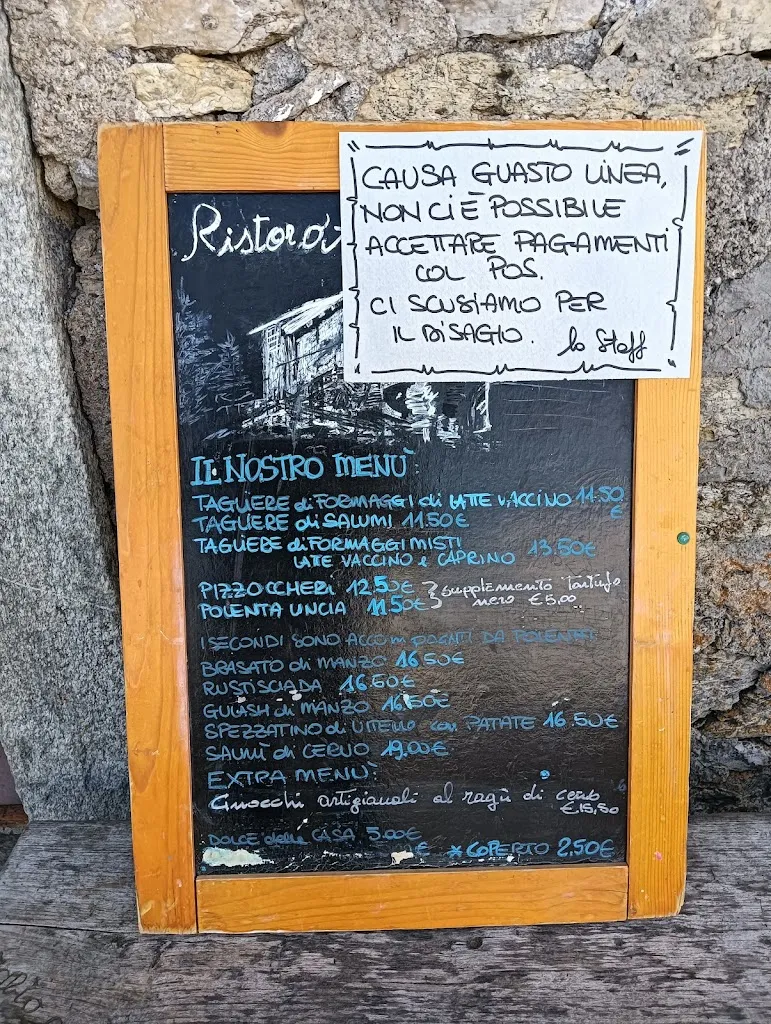 CAUSA GUASTO LINEA,
NON CI È POSSIBILE
ACCETTARE PAGAMENTI
COL POS.
CI SCUSIAMO PER
IL DISAGIO. lo Staff
IL NOSTRO MENÙ:
TAGLIERE di FORMAGGI di LATTE VACCINO 11.50 €
TAGLIERE di SALUMI 11.50€
TAGLIERE di FORMAGGI MISTI
LATTE VACCINO e CAPRINO 13.50€
PIZZOCCHERI 12.50€ } supplemento tartufo
POLENTA UNCIA 11.50€ } nero €5,00
I SECONDI SONO ACCOMPAGNATI DA POLENTA:
BRASATO di MANZO 16.50€
RUSTISCIADA 16.50€
GULASH di MANZO 16.50€
SPEZZATINO di VITELLO con PATATE 16.50€
SALMÌ di CERVO 19,00€
EXTRA MENÙ:
Gnocchi artigianali al ragù di cervo
€15,50
DOLCE della CASA 5.00€
€ * COPERTO 2.50€